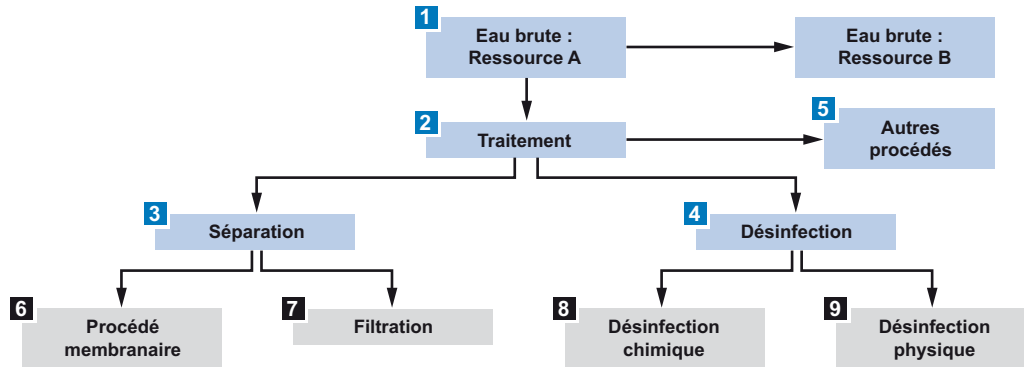 1
Eau brute :
Ressource A
Eau brute :
Ressource B
2
Traitement
5
Autres
procédés
3
Séparation
4
Désinfection
6
Procédé
membranaire
7
Filtration
8
Désinfection
chimique
9
Désinfection
physique